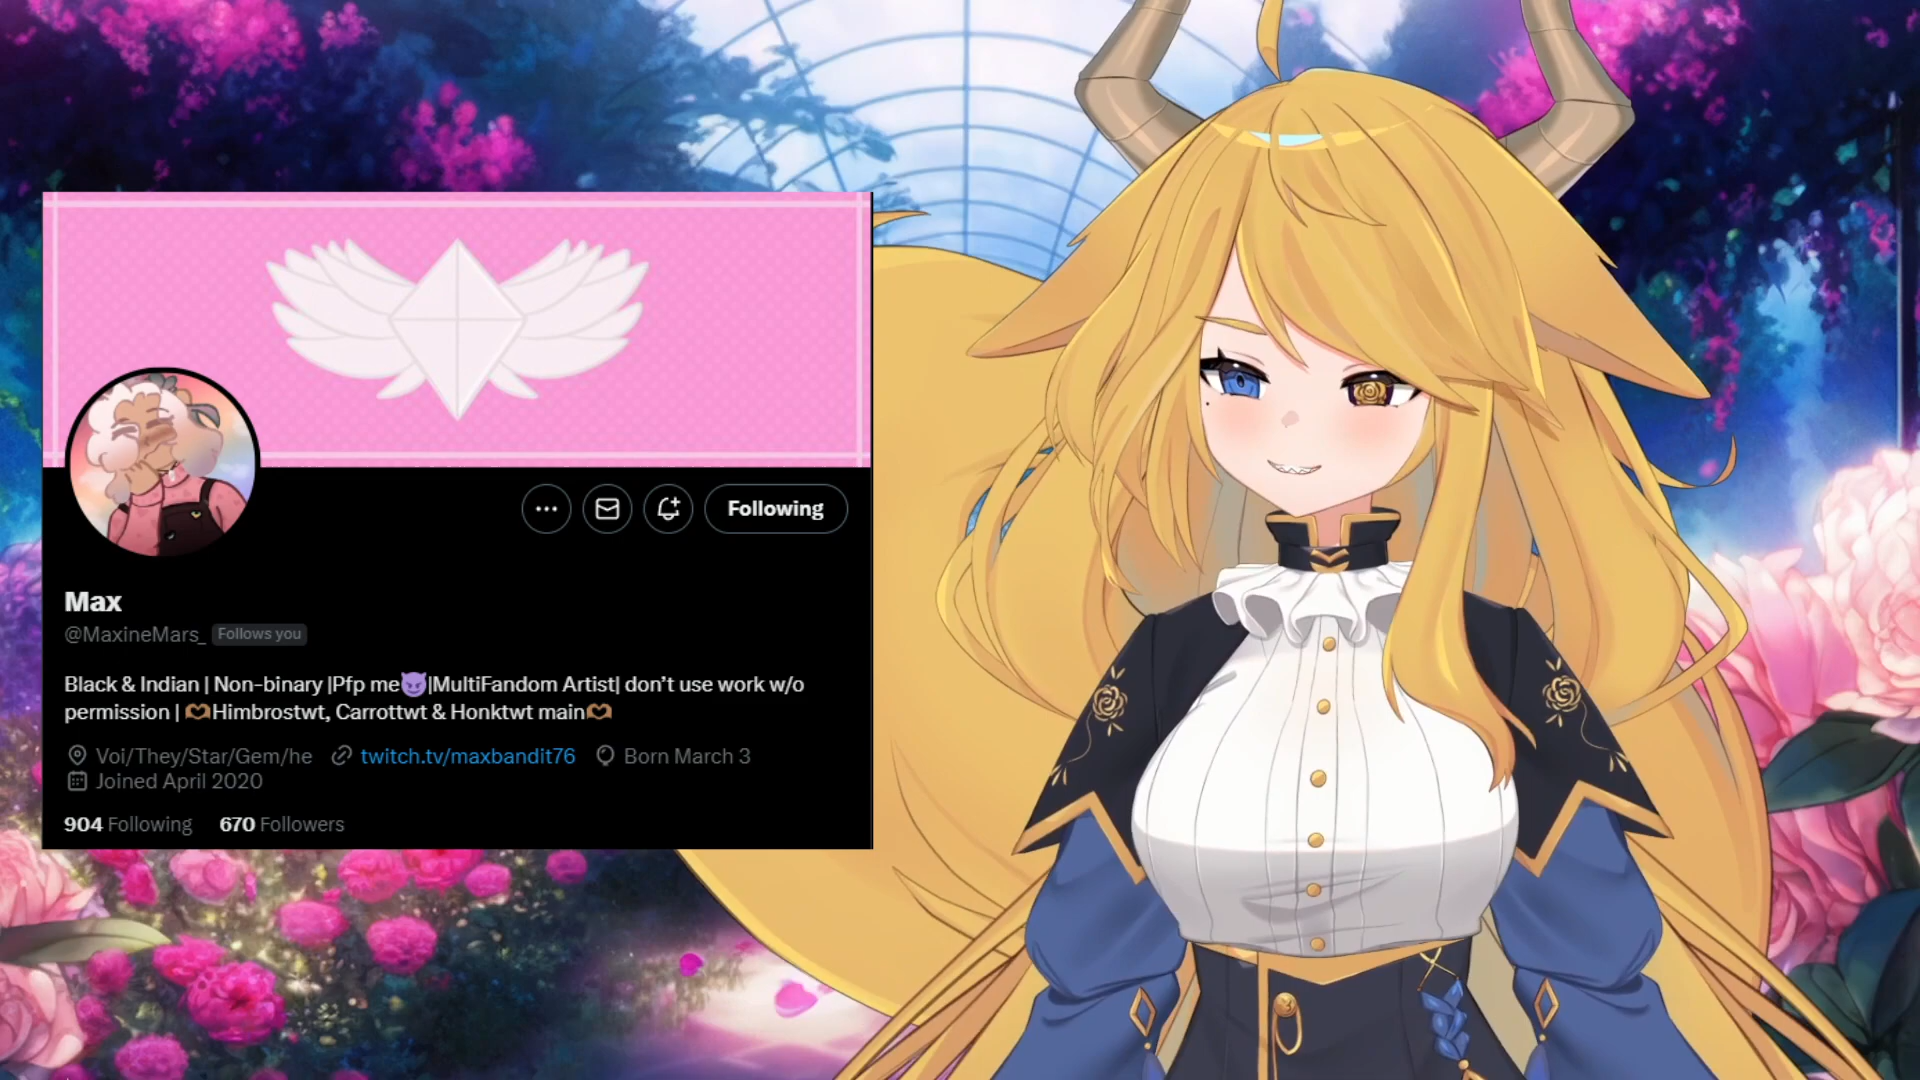 Following
Max
@MaxineMars_ Follows you
Black & Indian | Non-binary |Pfp me😈|MultiFandom Artist| don’t use work w/o
permission | 🫶🏾Himbrostwt, Carrottwt & Honktwt main🫶🏾
Voi/They/Star/Gem/he twitch.tv/maxbandit76 Born March 3
Joined April 2020
904 Following 670 Followers